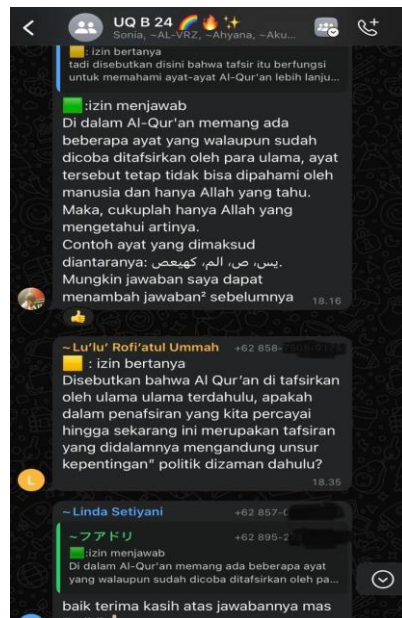 UQ B 24 🌈🔥✨
Sonia, ~AL-VRZ, ~Ahyana, ~Aku...
🟨: izin bertanya
tadi disebutkan disini bahwa tafsir itu berfungsi
untuk memahami ayat-ayat Al-Qur'an lebih lanju...
🟩:izin menjawab
Di dalam Al-Qur'an memang ada
beberapa ayat yang walaupun sudah
dicoba ditafsirkan oleh para ulama, ayat
tersebut tetap tidak bisa dipahami oleh
manusia dan hanya Allah yang tahu.
Maka, cukuplah hanya Allah yang
mengetahui artinya.
Contoh ayat yang dimaksud
diantaranya: يس، ص، الم، كهيعص.
Mungkin jawaban saya dapat
menambah jawaban² sebelumnya 18.16
👍
~Lu'lu' Rofi'atul Ummah +62 858-
🟨 : izin bertanya
Disebutkan bahwa Al Qur'an di tafsirkan
oleh ulama ulama terdahulu, apakah
dalam penafsiran yang kita percayai
hingga sekarang ini merupakan tafsiran
yang didalamnya mengandung unsur
kepentingan" politik dizaman dahulu?
18.35
L
~Linda Setiyani +62 857-
~フアドリ +62 895-2
🟩:izin menjawab
Di dalam Al-Qur'an memang ada beberapa ayat
yang walaupun sudah dicoba ditafsirkan oleh pa...
baik terima kasih atas jawabannya mas